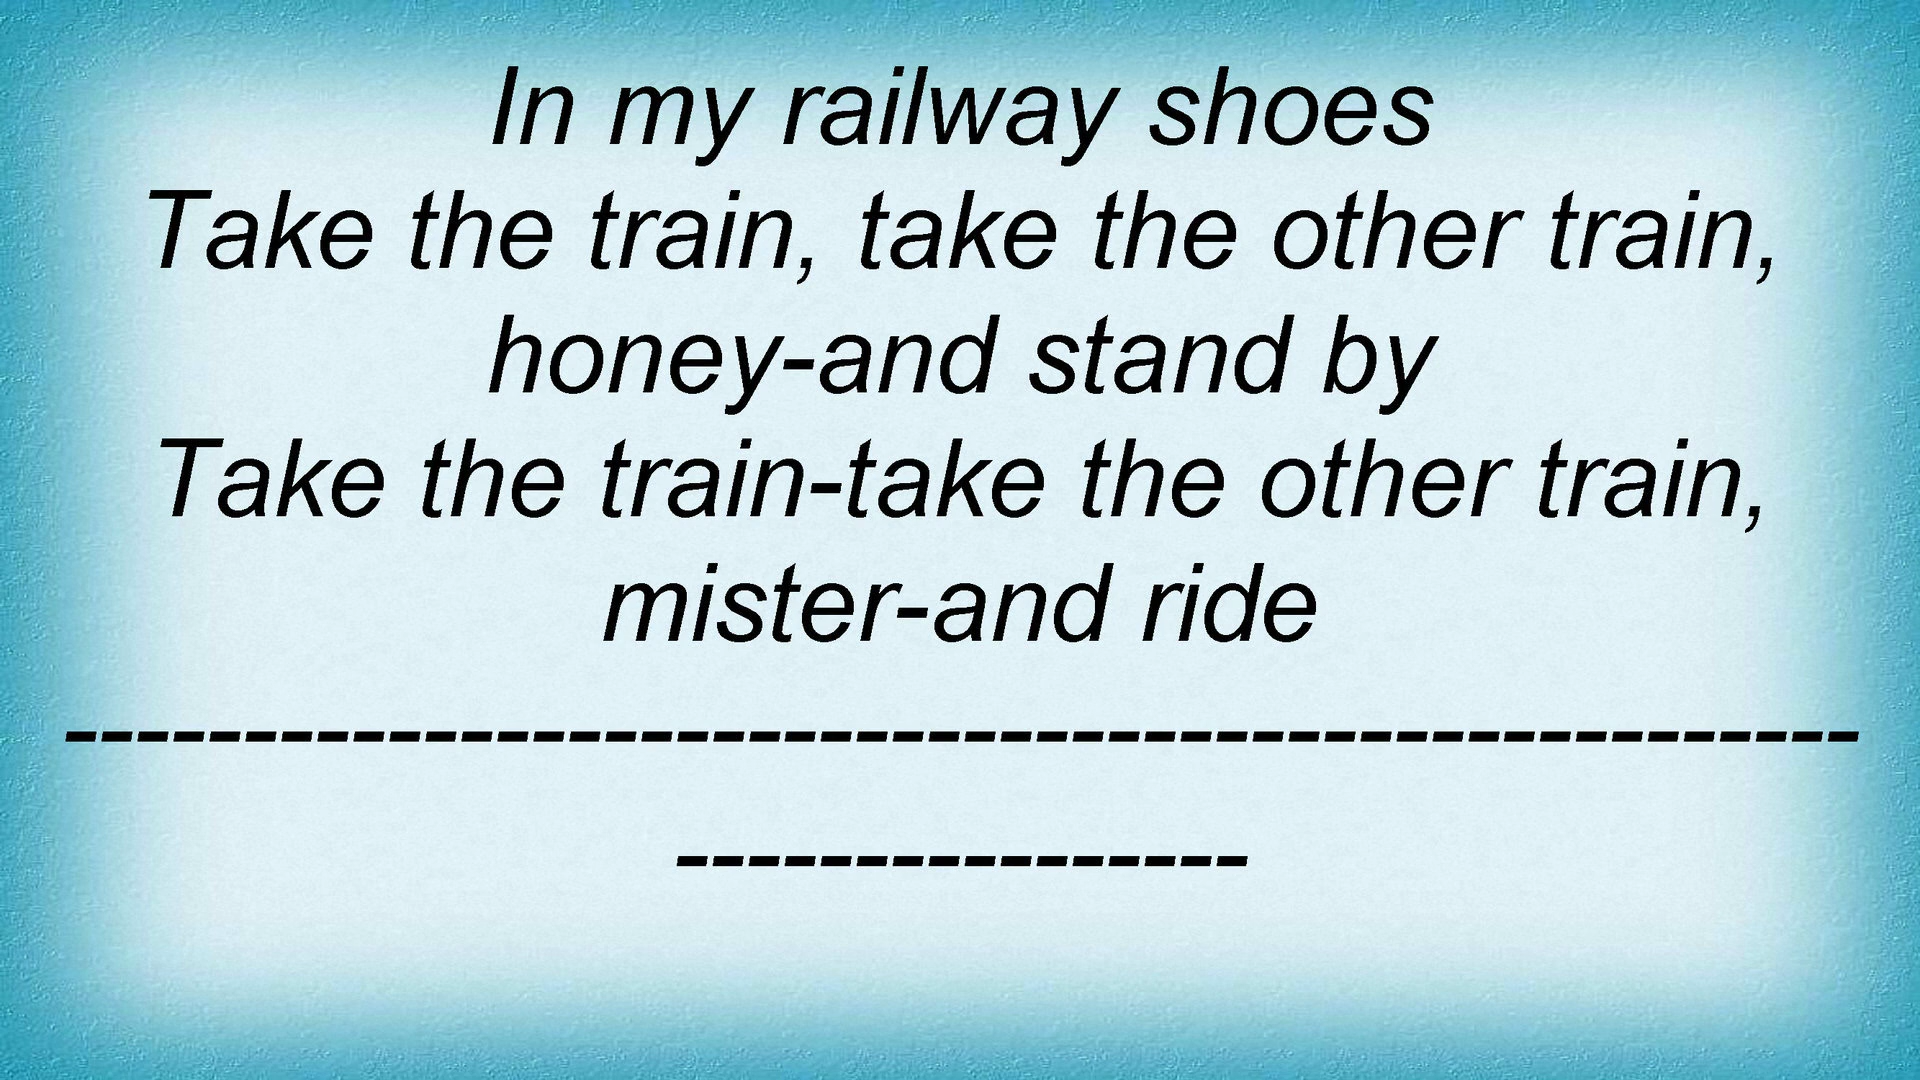 In my railway shoes
Take the train, take the other train,
honey-and stand by
Take the train-take the other train,
mister-and ride
--------------------------------------------------
----------------